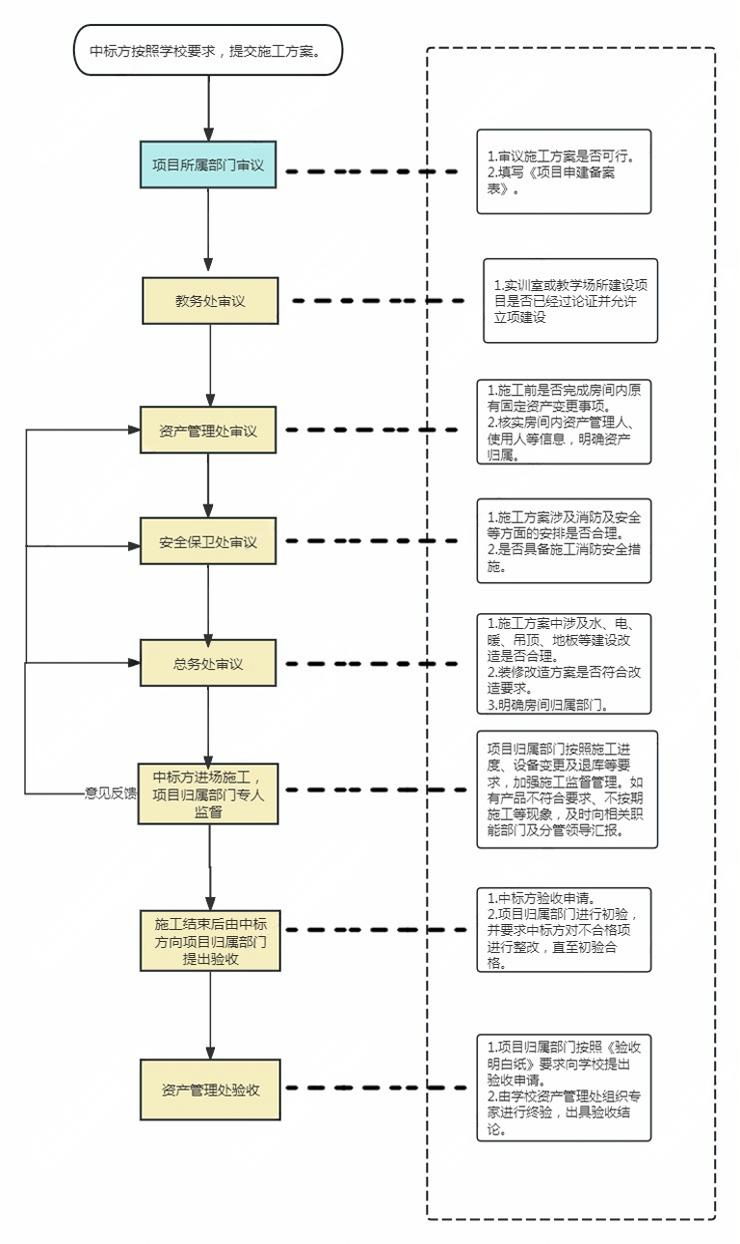 中标方按照学校要求，提交施工方案。
项目所属部门审议
1.审议施工方案是否可行。
2.填写《项目申建备案
表》。
教务处审议
1.实训室或教学场所建设项
目是否已经过论证并允许
立项建设
资产管理处审议
1.施工前是否完成房间内原
有固定资产变更事项。
2.核实房间内资产管理人、
使用人等信息，明确资产
归属。
安全保卫处审议
1.施工方案涉及消防及安全
等方面的安排是否合理。
2.是否具备施工消防安全措
施。
总务处审议
1.施工方案中涉及水、电、
暖、吊顶、地板等建设改
造是否合理。
2.装修改造方案是否符合改
造要求。
3.明确房间归属部门。
意见反馈
中标方进场施工，
项目归属部门专人
监督
项目归属部门按照施工进
度、设备变更及退库等要
求，加强施工监督管理。如
有产品不符合要求、不按期
施工等现象，及时向相关职
能部门及分管领导汇报。
施工结束后由中标
方向项目归属部门
提出验收
1.中标方验收申请。
2.项目归属部门进行初验，
并要求中标方对不合格项
进行整改，直至初验合
格。
资产管理处验收
1.项目归属部门按照《验收
明白纸》要求向学校提出
验收申请。
2.由学校资产管理处组织专
家进行终验，出具验收结
论。